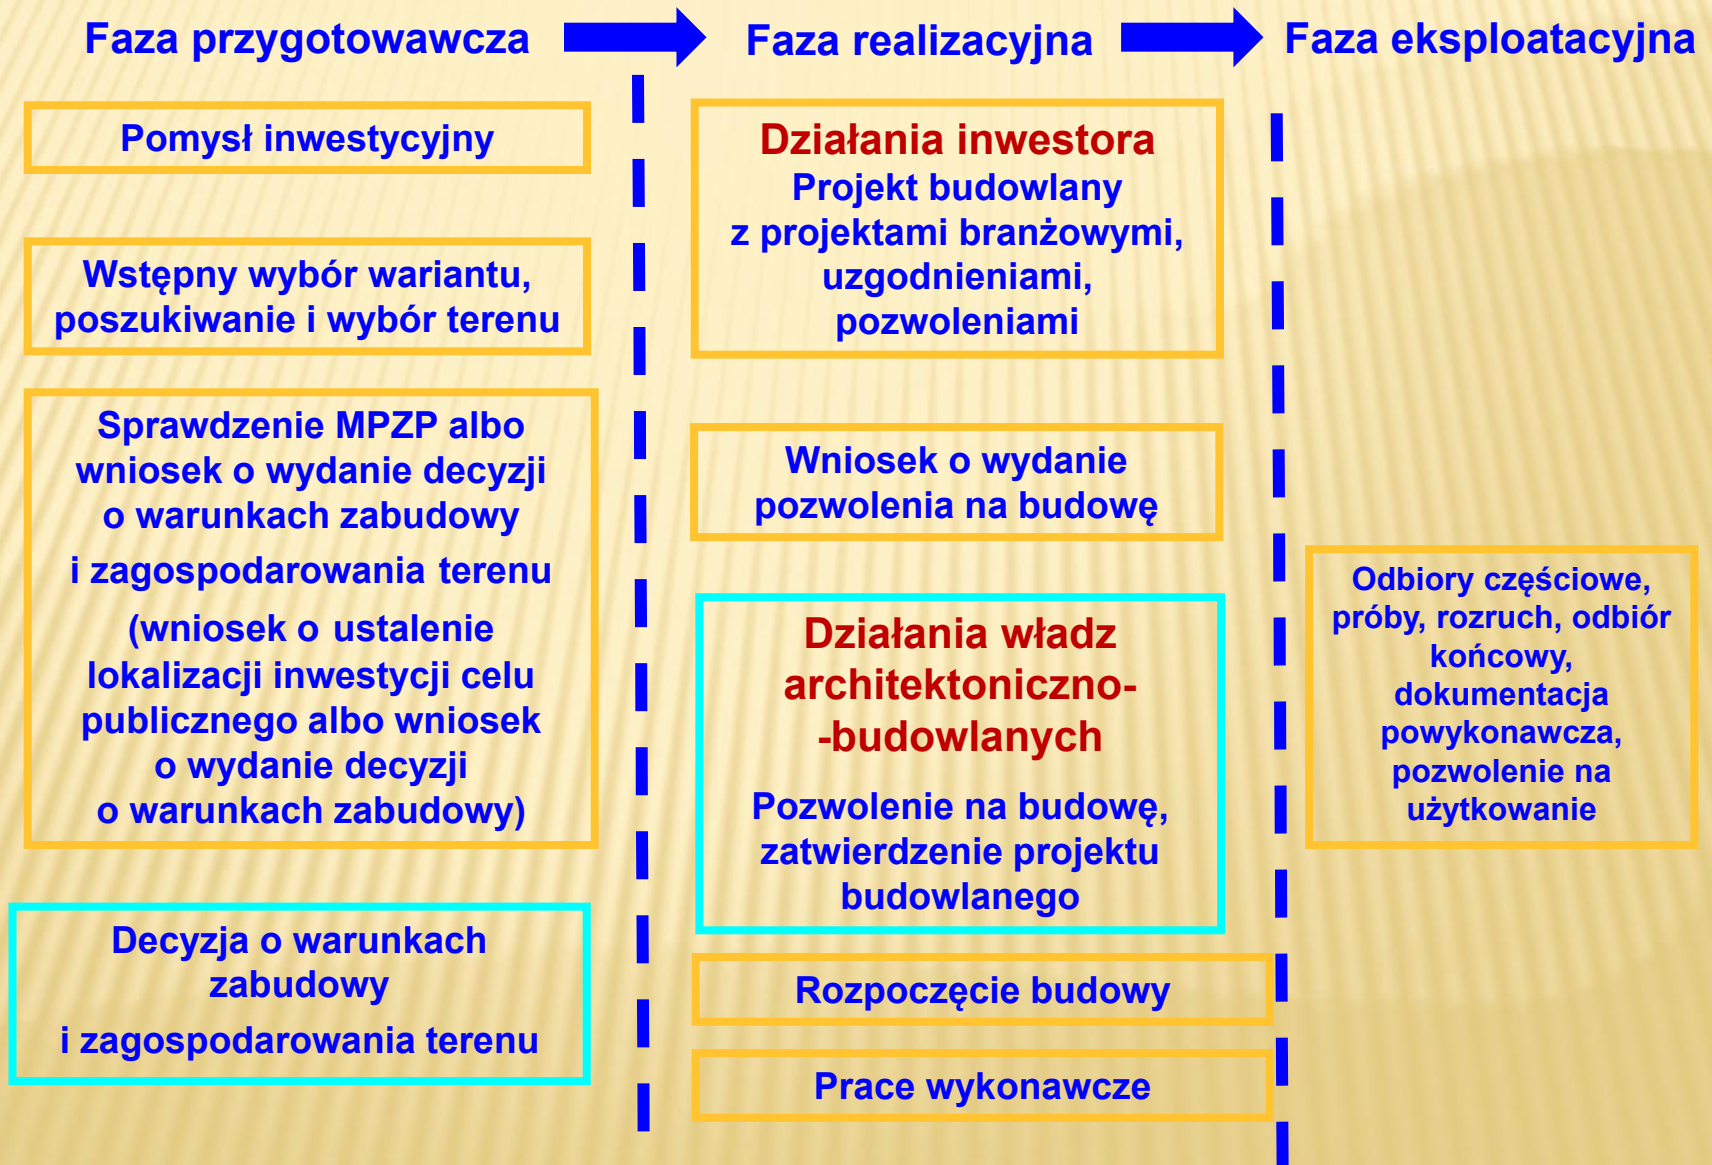 Faza przygotowawcza
Faza realizacyjna
Faza eksploatacyjna
Pomysł inwestycyjny
Wstępny wybór wariantu,
poszukiwanie i wybór terenu
Sprawdzenie MPZP albo
wniosek o wydanie decyzji
o warunkach zabudowy
i zagospodarowania terenu
(wniosek o ustalenie
lokalizacji inwestycji celu
publicznego albo wniosek
o wydanie decyzji
o warunkach zabudowy)
Decyzja o warunkach
zabudowy
i zagospodarowania terenu
Działania inwestora
Projekt budowlany
z projektami branżowymi,
uzgodnieniami,
pozwoleniami
Wniosek o wydanie
pozwolenia na budowę
Działania władz
architektoniczno-
-budowlanych
Pozwolenie na budowę,
zatwierdzenie projektu
budowlanego
Rozpoczęcie budowy
Prace wykonawcze
Odbiory częściowe,
próby, rozruch, odbiór
końcowy,
dokumentacja
powykonawcza,
pozwolenie na
użytkowanie